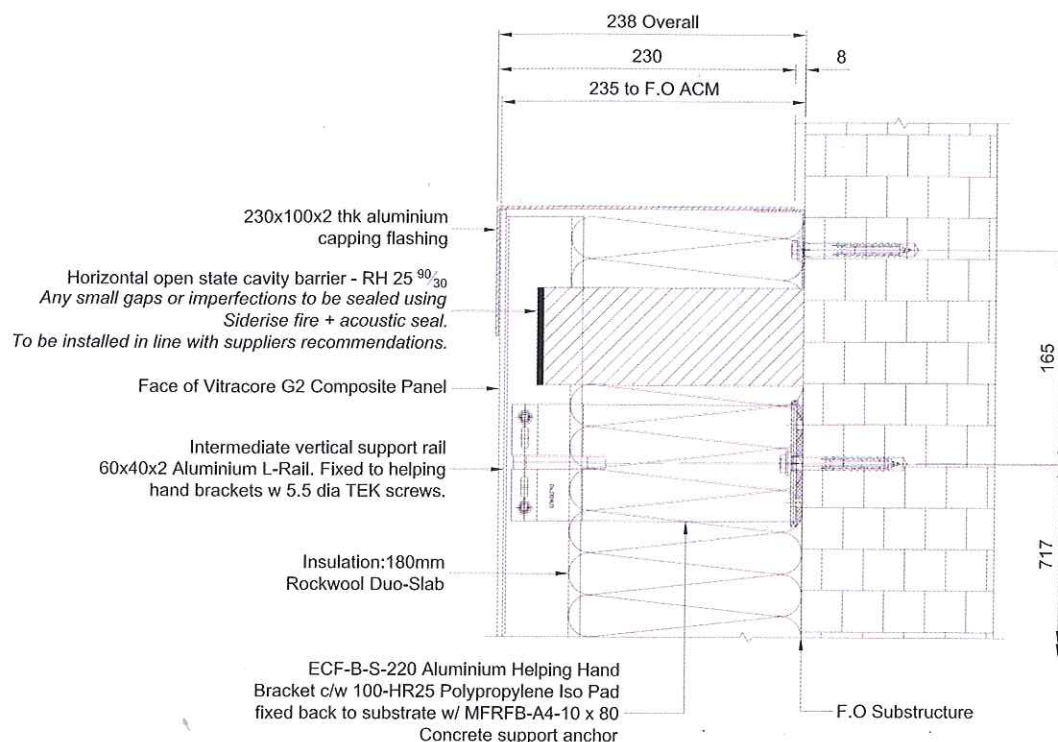 238 Overall
230
8
235 to F.O ACM
230x100x2 thk aluminium
capping flashing
Horizontal open state cavity barrier - RH 25 90/30
Any small gaps or imperfections to be sealed using
Siderise fire + acoustic seal.
To be installed in line with suppliers recommendations.
Face of Vitracore G2 Composite Panel
165
Intermediate vertical support rail
60x40x2 Aluminium L-Rail. Fixed to helping
hand brackets w 5.5 dia TEK screws.
717
Insulation:180mm
Rockwool Duo-Slab
ECF-B-S-220 Aluminium Helping Hand
Bracket c/w 100-HR25 Polypropylene Iso Pad
fixed back to substrate w/ MFRFB-A4-10 x 80
Concrete support anchor
F.O Substructure